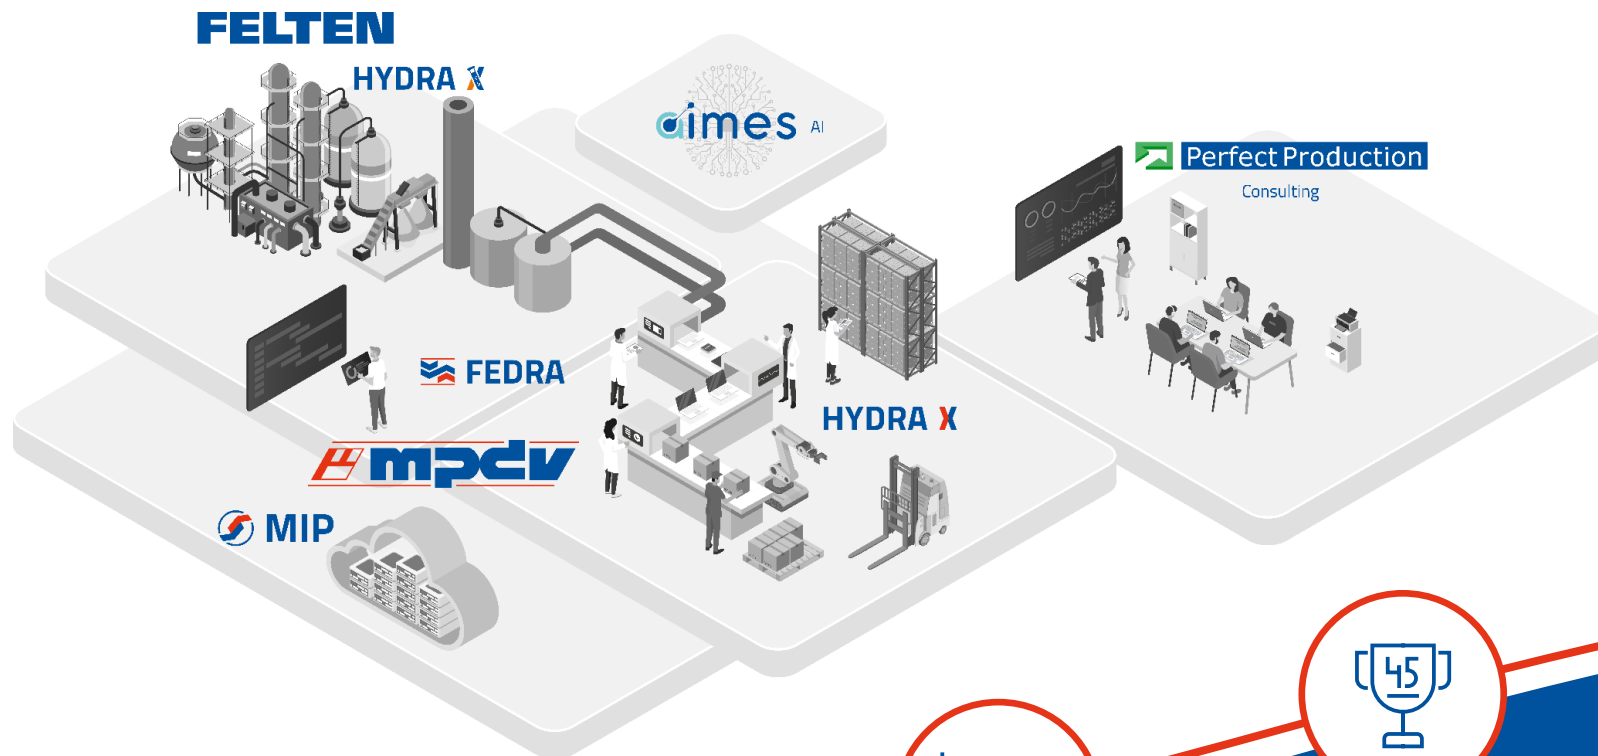 FELTEN
HYDRA X
aimes AI
Perfect Production
Consulting
FEDRA
HYDRA X
mpdv
MIP
45